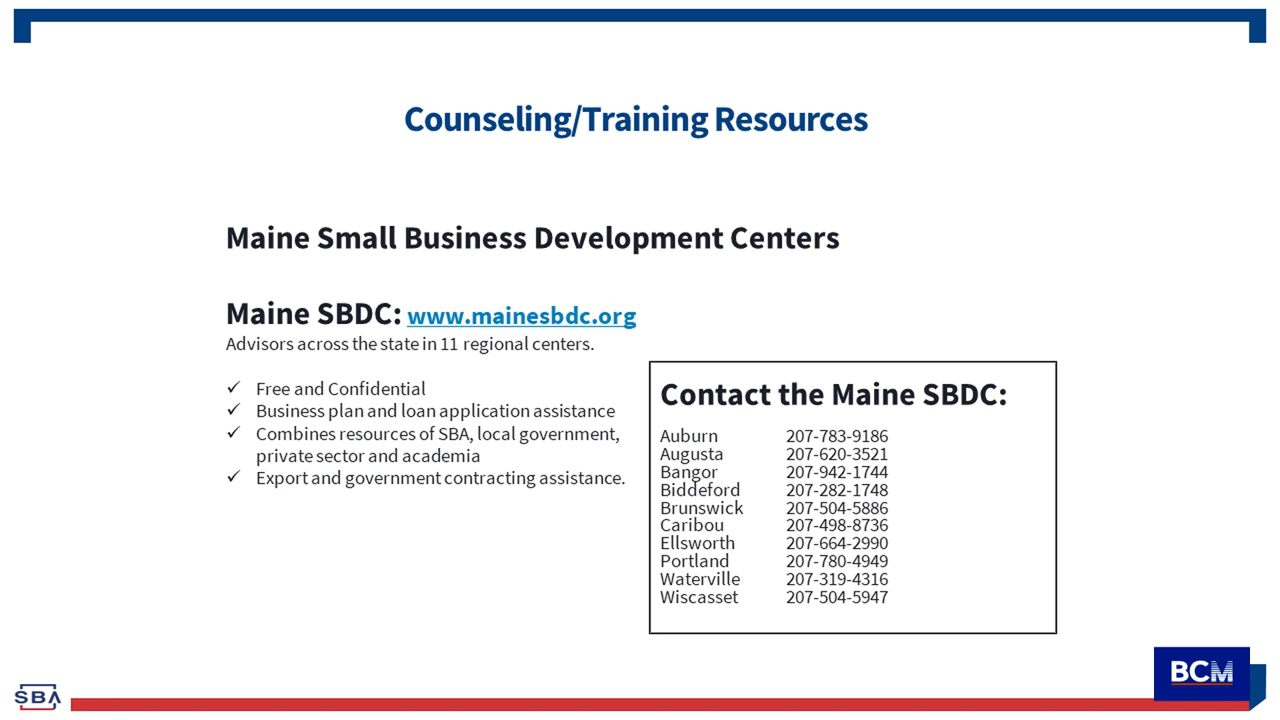 Counseling/Training Resources
Maine Small Business Development Centers
Maine SBDC: www.mainesbdc.org
Advisors across the state in 11 regional centers.
✓ Free and Confidential
✓ Business plan and loan application assistance
✓ Combines resources of SBA, local government,
private sector and academia
✓ Export and government contracting assistance.
Contact the Maine SBDC:
Auburn 207-783-9186
Augusta 207-620-3521
Bangor 207-942-1744
Biddeford 207-282-1748
Brunswick 207-504-5886
Caribou 207-498-8736
Ellsworth 207-664-2990
Portland 207-780-4949
Waterville 207-319-4316
Wiscasset 207-504-5947
SBA
BCM